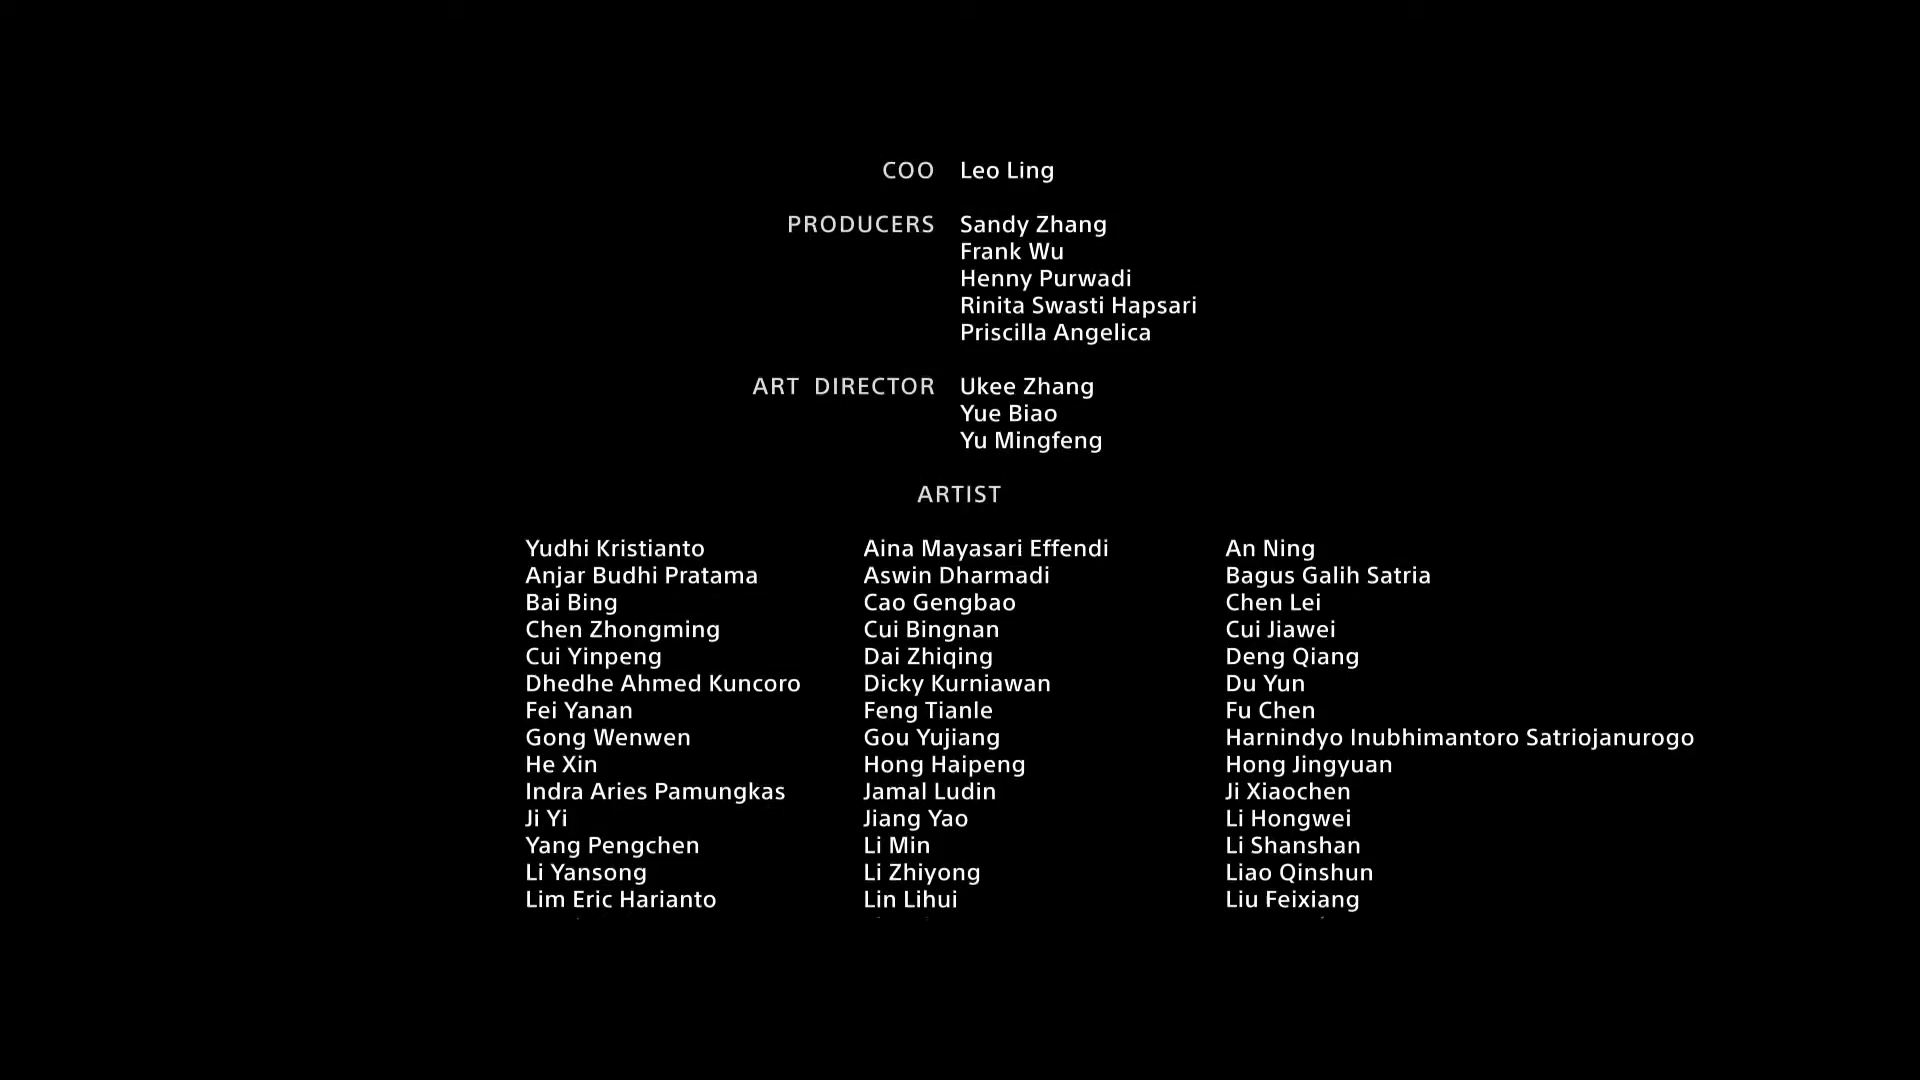 COO Leo Ling
PRODUCERS Sandy Zhang
Frank Wu
Henny Purwadi
Rinita Swasti Hapsari
Priscilla Angelica
ART DIRECTOR Ukee Zhang
Yue Biao
Yu Mingfeng
ARTIST
Yudhi Kristianto Aina Mayasari Effendi An Ning
Anjar Budhi Pratama Aswin Dharmadi Bagus Galih Satria
Bai Bing Cao Gengbao Chen Lei
Chen Zhongming Cui Bingnan Cui Jiawei
Cui Yinpeng Dai Zhiqing Deng Qiang
Dhedhe Ahmed Kuncoro Dicky Kurniawan Du Yun
Fei Yanan Feng Tianle Fu Chen
Gong Wenwen Gou Yujiang Harnindyo Inubhimantoro Satriojanurogo
He Xin Hong Haipeng Hong Jingyuan
Indra Aries Pamungkas Jamal Ludin Ji Xiaochen
Ji Yi Jiang Yao Li Hongwei
Yang Pengchen Li Min Li Shanshan
Li Yansong Li Zhiyong Liao Qinshun
Lim Eric Harianto Lin Lihui Liu Feixiang